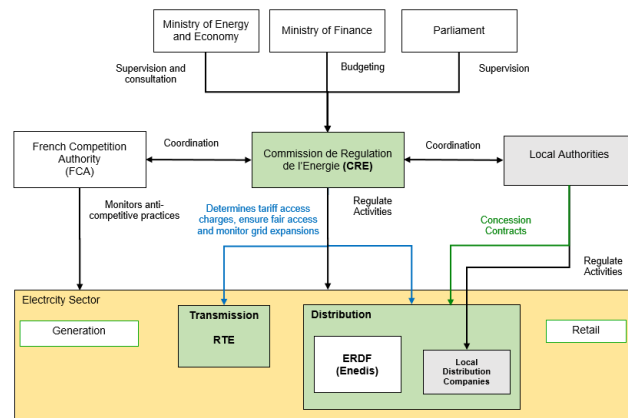 Ministry of Energy
and Economy
Ministry of Finance
Parliament
Supervision and
consultation
Budgeting
Supervision
French Competition
Authority
(FCA)
Coordination
Commission de Regulation
de l'Energie (CRE)
Coordination
Local Authorities
Monitors anti-
competitive practices
Determines tariff access
charges, ensure fair access
and monitor grid expansions
Regulate
Activities
Concession
Contracts
Regulate
Activities
Electrcity Sector
Generation
Transmission
RTE
Distribution
ERDF
(Enedis)
Local
Distribution
Companies
Retail